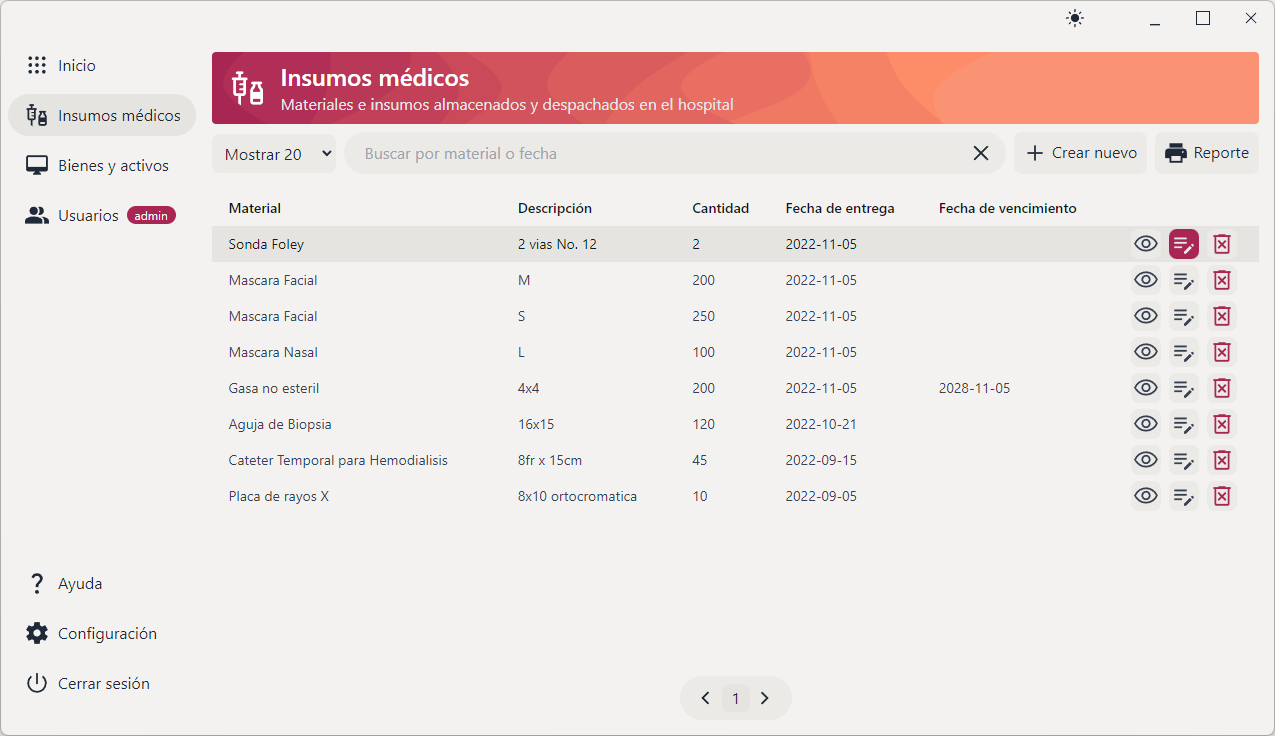 Inicio
Insumos médicos
Bienes y activos
Usuarios admin
Ayuda
Configuración
Cerrar sesión
Insumos médicos
Materiales e insumos almacenados y despachados en el hospital
Mostrar 20 Buscar por material o fecha Crear nuevo Reporte
Material Descripción Cantidad Fecha de entrega Fecha de vencimiento
Sonda Foley 2 vias No. 12 2 2022-11-05
Mascara Facial M 200 2022-11-05
Mascara Facial S 250 2022-11-05
Mascara Nasal L 100 2022-11-05
Gasa no esteril 4x4 200 2022-11-05 2028-11-05
Aguja de Biopsia 16x15 120 2022-10-21
Cateter Temporal para Hemodialisis 8fr x 15cm 45 2022-09-15
Placa de rayos X 8x10 ortocromatica 10 2022-09-05
1